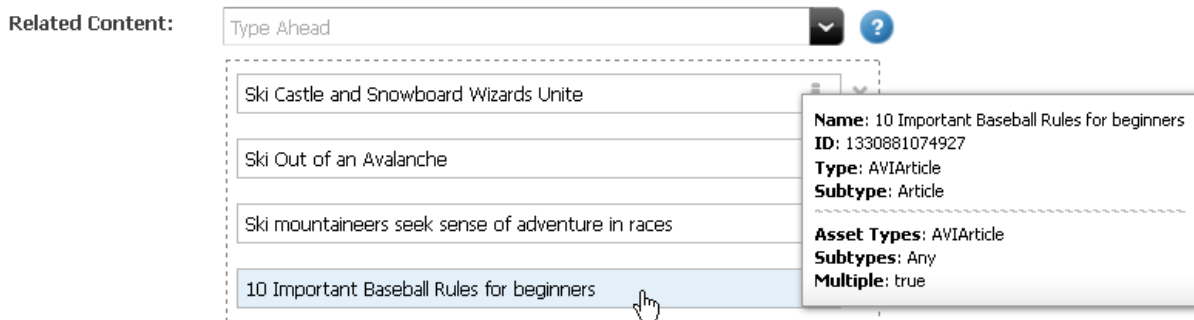 Related Content:
Type Ahead
?
Ski Castle and Snowboard Wizards Unite
Ski Out of an Avalanche
Ski mountaineers seek sense of adventure in races
10 Important Baseball Rules for beginners
Name: 10 Important Baseball Rules for beginners
ID: 1330881074927
Type: AVIArticle
Subtype: Article
Asset Types: AVIArticle
Subtypes: Any
Multiple: true